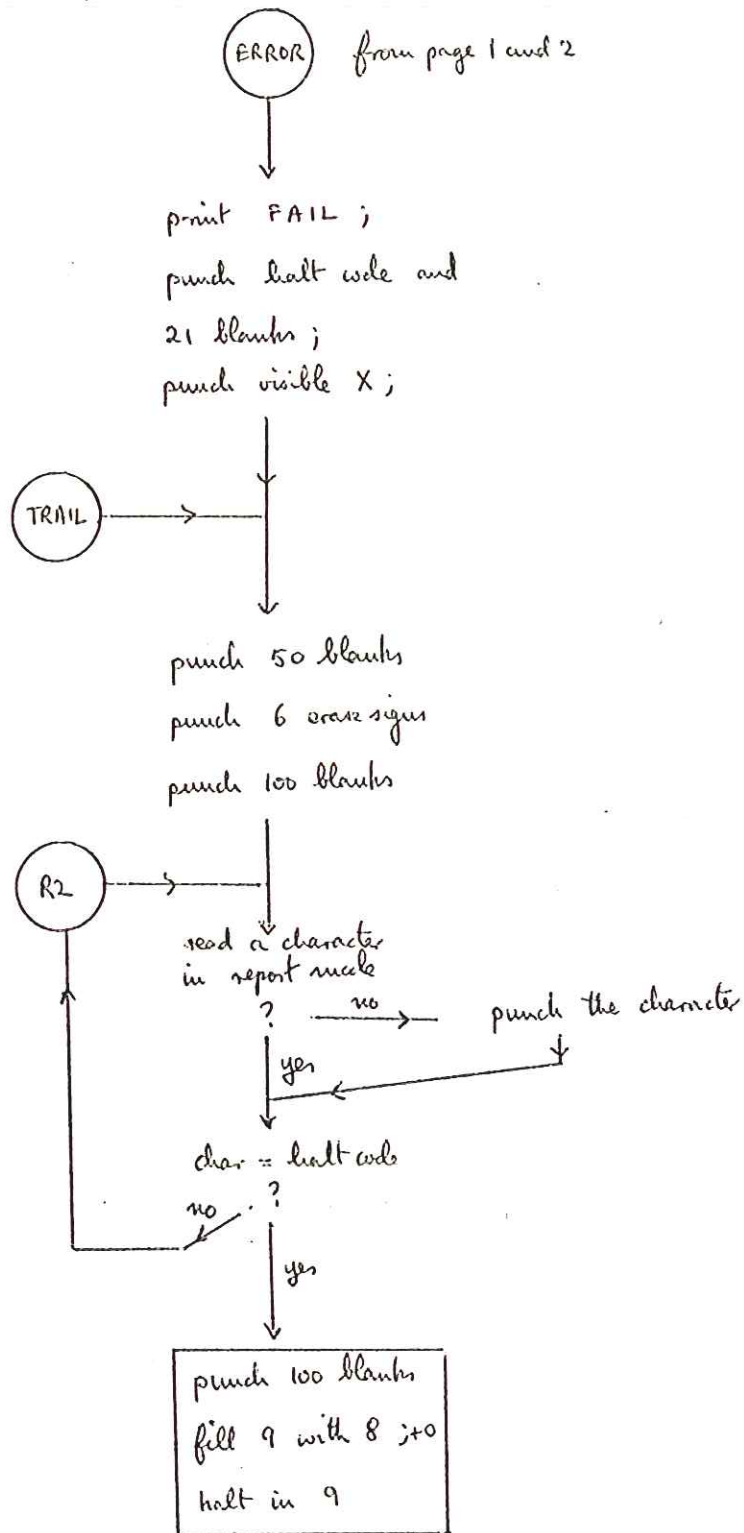 ERROR from page 1 and 2
print FAIL ;
punch halt code and
21 blanks ;
punch visible X ;
TRAIL
punch 50 blanks
punch 6 erase signs
punch 100 blanks
R2
read a character
in report mode
? no punch the character
yes
char = halt code
?
no
yes
punch 100 blanks
fill 9 with 8 ;+0
halt in 9